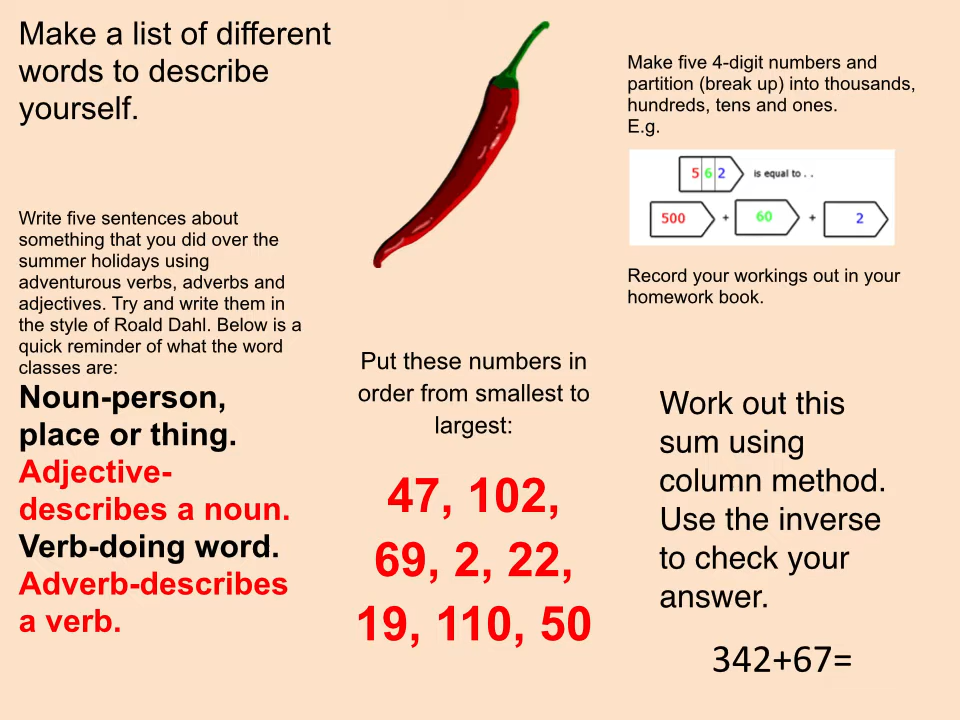 Make a list of different
words to describe
yourself.
Write five sentences about
something that you did over the
summer holidays using
adventurous verbs, adverbs and
adjectives. Try and write them in
the style of Roald Dahl. Below is a
quick reminder of what the word
classes are:
Noun-person,
place or thing.
Adjective-
describes a noun.
Verb-doing word.
Adverb-describes
a verb.
Put these numbers in
order from smallest to
largest:
47, 102,
69, 2, 22,
19, 110, 50
Make five 4-digit numbers and
partition (break up) into thousands,
hundreds, tens and ones.
E.g.
562 is equal to . .
500 + 60 + 2
Record your workings out in your
homework book.
Work out this
sum using
column method.
Use the inverse
to check your
answer.
342+67=